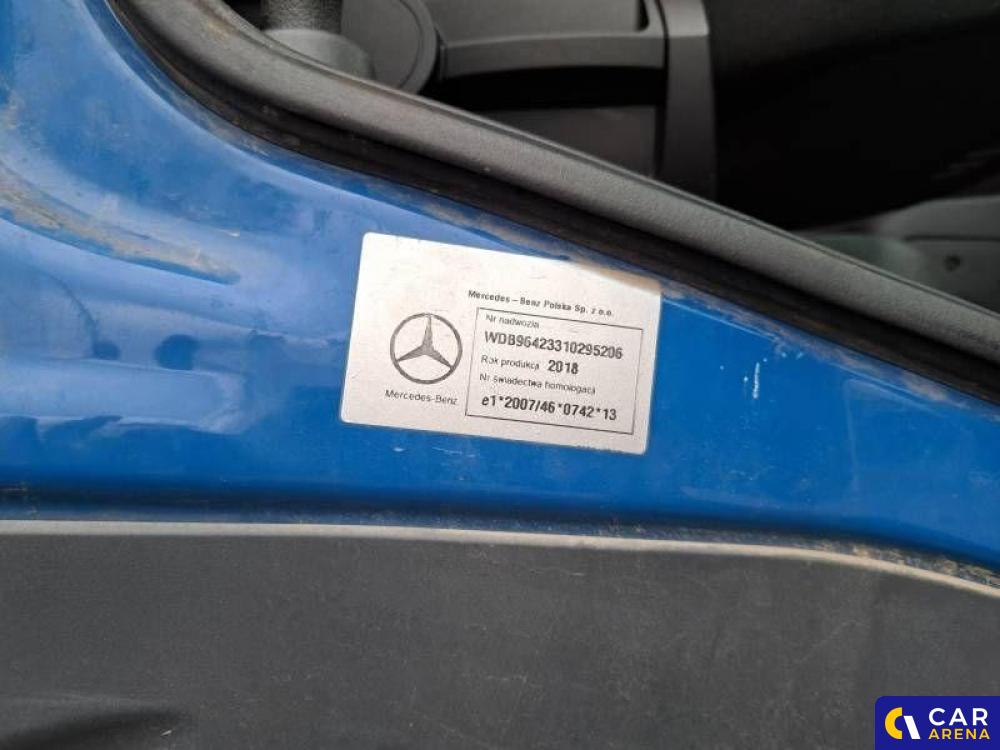 Mercedes - Benz Polska Sp. z o.o.
Nr nadwozia
WDB96423310295206
Rok produkcji 2018
Nr świadectwa homologacji
e1*2007/46*0742*13
Mercedes-Benz
CAR
ARENA